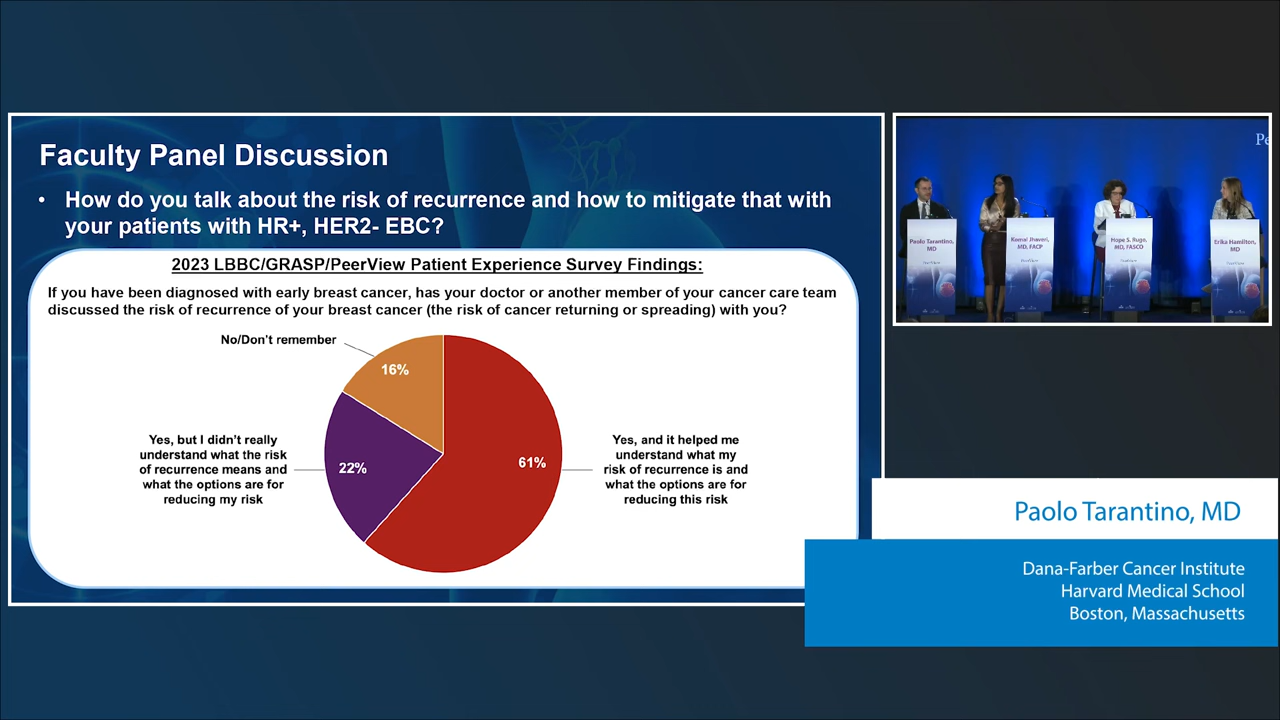 Faculty Panel Discussion
• How do you talk about the risk of recurrence and how to mitigate that with
your patients with HR+, HER2- EBC?
2023 LBBC/GRASP/PeerView Patient Experience Survey Findings:
If you have been diagnosed with early breast cancer, has your doctor or another member of your cancer care team
discussed the risk of recurrence of your breast cancer (the risk of cancer returning or spreading) with you?
No/Don't remember
16%
Yes, but I didn't really
understand what the risk
of recurrence means and
what the options are for
reducing my risk
22%
61%
Yes, and it helped me
understand what my
risk of recurrence is and
what the options are for
reducing this risk
Pe
Paolo Tarantino,
MD
Komal Jhaveri,
MD, FACP
Hope S. Rugo,
MD, FASCO
Erika Hamilton,
MD
Paolo Tarantino, MD
Dana-Farber Cancer Institute
Harvard Medical School
Boston, Massachusetts